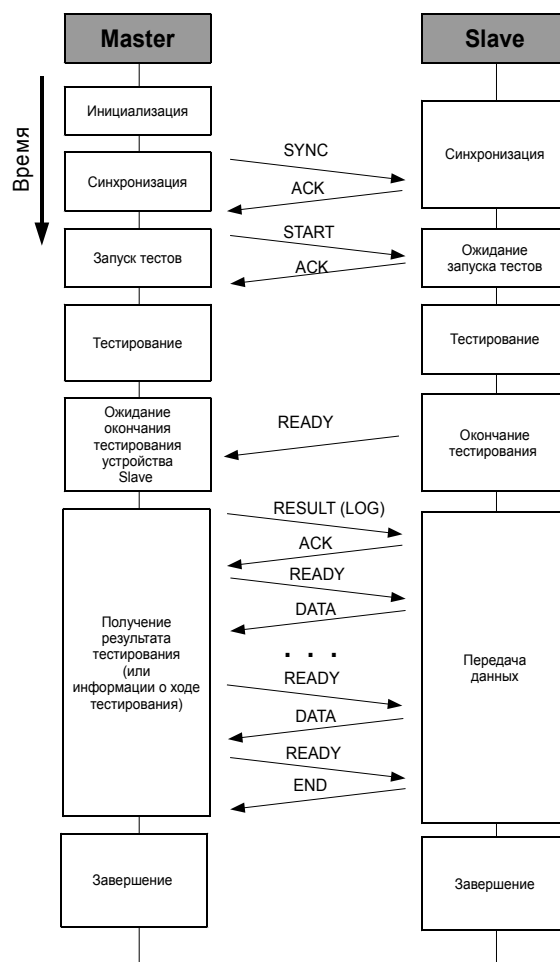 Master
Slave
Время
Инициализация
Синхронизация
SYNC
Синхронизация
ACK
START
Запуск тестов
Ожидание
запуска тестов
ACK
Тестирование
Тестирование
Ожидание
окончания
тестирования
устройства
Slave
READY
Окончание
тестирования
RESULT (LOG)
ACK
READY
DATA
Получение
результата
тестирования
(или
информации о ходе
тестирования)
. . .
Передача
данных
READY
DATA
READY
END
Завершение
Завершение